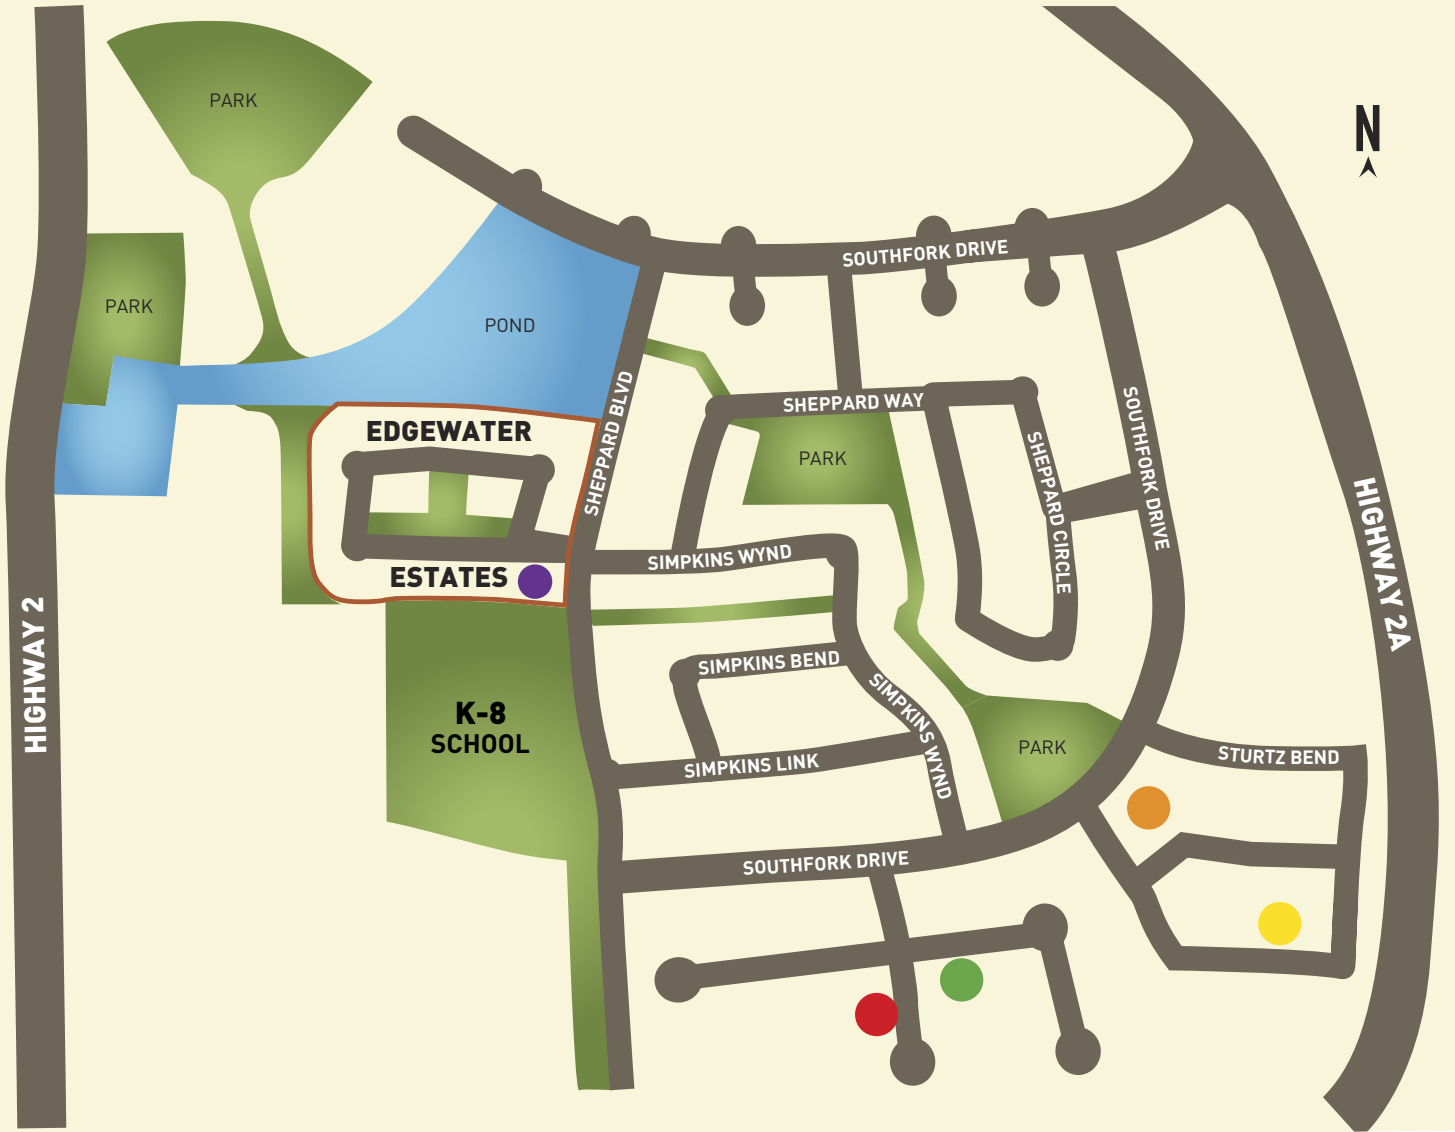 PARK
N
SOUTHFORK DRIVE
PARK
POND
SHEPPARD BLVD
SHEPPARD WAY
SOUTHFORK DRIVE
EDGEWATER
ESTATES
PARK
SHEPPARD CIRCLE
HIGHWAY 2A
SIMPKINS WYND
HIGHWAY 2
SIMPKINS BEND
SIMPKINS WYND
K-8
SCHOOL
PARK
STURTZ BEND
SIMPKINS LINK
SOUTHFORK DRIVE